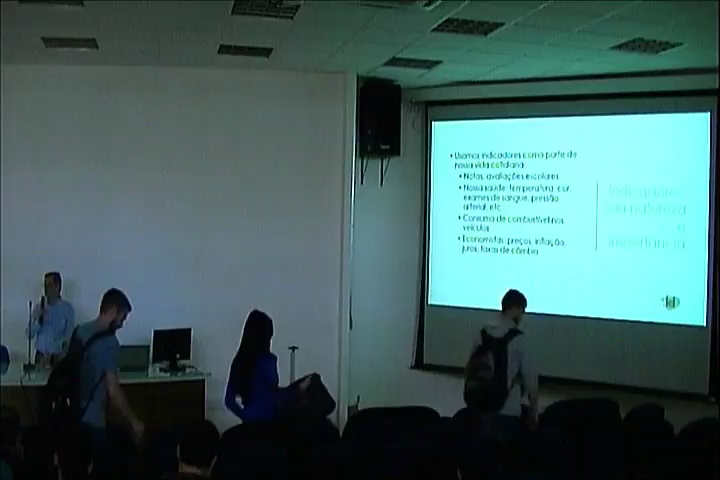 • Usamos indicadores como parte de
nossa vida cotidiana
• Notas, avaliações escolares
• Nossa saúde: temperatura, cor,
exames de sangue, pressão
arterial, etc
• Consumo de combustível nos
veículos
• Economistas, preços, inflação,
juros, taxas de câmbio
Indicadores
sua natureza
e
importância